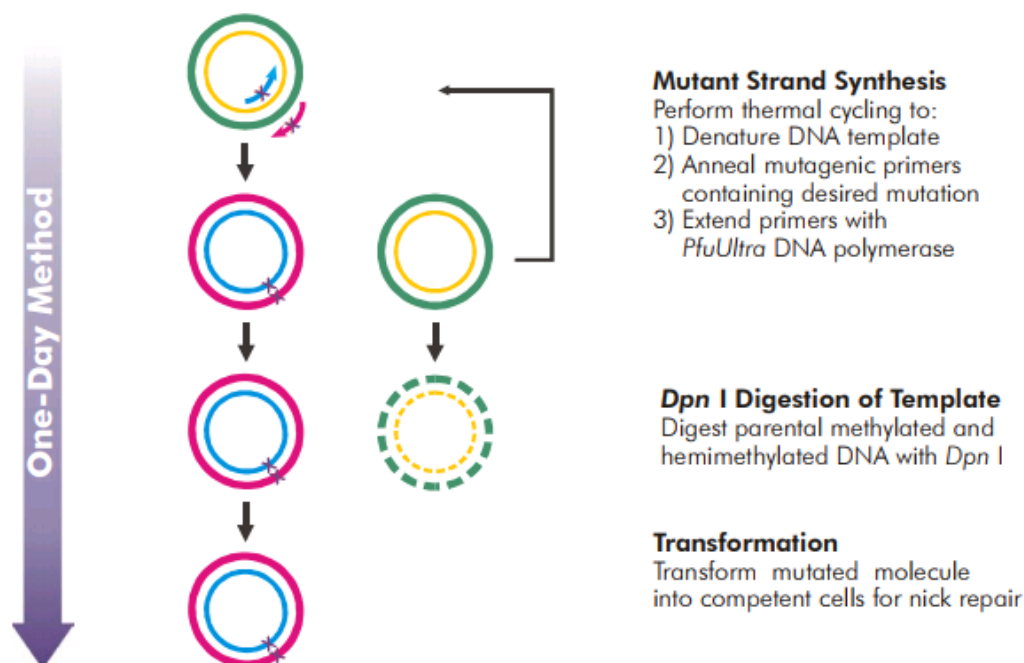 One-Day Method
Mutant Strand Synthesis
Perform thermal cycling to:
1) Denature DNA template
2) Anneal mutagenic primers
containing desired mutation
3) Extend primers with
PfuUltra DNA polymerase
Dpn I Digestion of Template
Digest parental methylated and
hemimethylated DNA with Dpn I
Transformation
Transform mutated molecule
into competent cells for nick repair